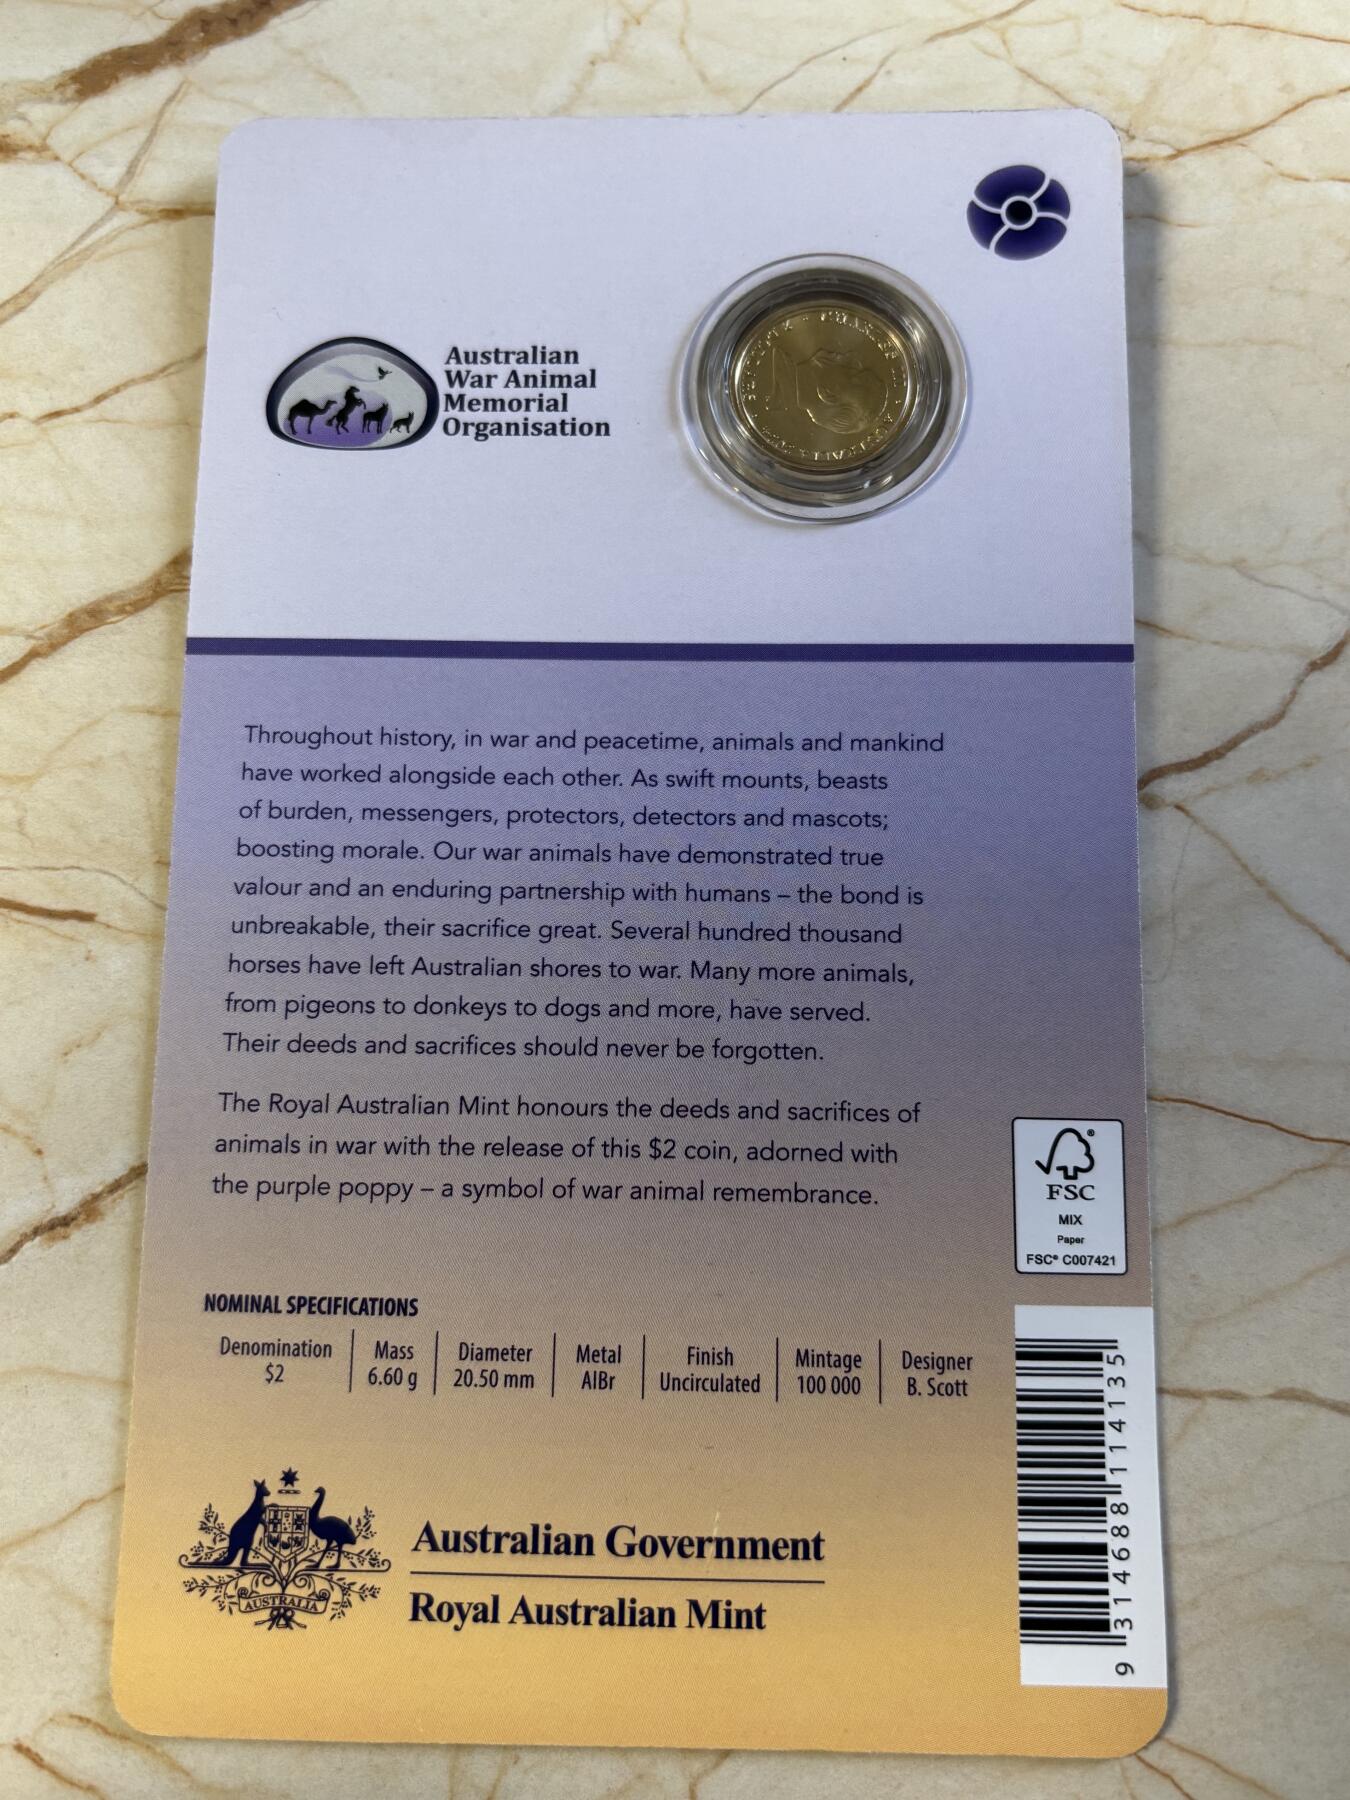 Australian
War Animal
Memorial
Organisation
CHARLES III
AUSTRALIA
Throughout history, in war and peacetime, animals and mankind
have worked alongside each other. As swift mounts, beasts
of burden, messengers, protectors, detectors and mascots;
boosting morale. Our war animals have demonstrated true
valour and an enduring partnership with humans – the bond is
unbreakable, their sacrifice great. Several hundred thousand
horses have left Australian shores to war. Many more animals,
from pigeons to donkeys to dogs and more, have served.
Their deeds and sacrifices should never be forgotten.
The Royal Australian Mint honours the deeds and sacrifices of
animals in war with the release of this $2 coin, adorned with
the purple poppy – a symbol of war animal remembrance.
FSC
MIX
Paper
FSC® C007421
NOMINAL SPECIFICATIONS
Denomination Mass Diameter Metal Finish Mintage Designer
$2 6.60 g 20.50 mm AlBr Uncirculated 100 000 B. Scott
AUSTRALIA
Australian Government
Royal Australian Mint
9 314688 114135